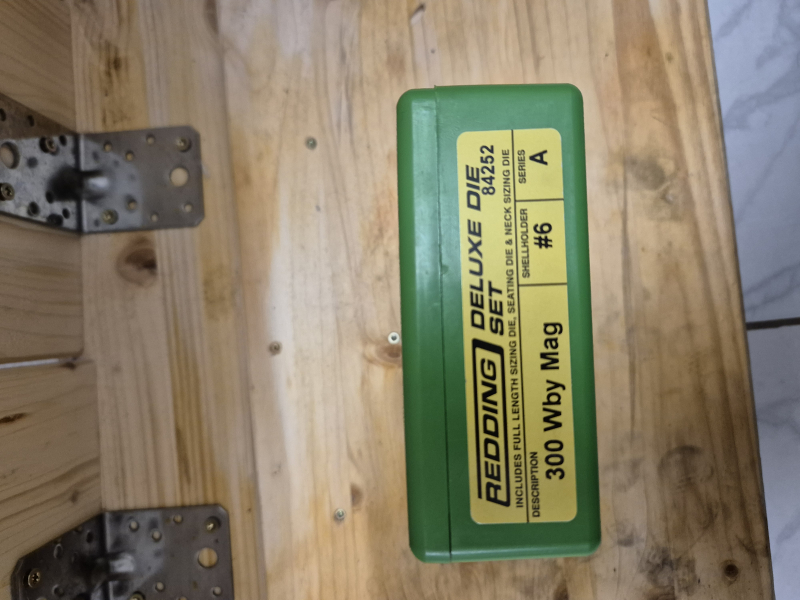 REDDING DELUXE DIE SET 84252
INCLUDES FULL LENGTH SIZING DIE, SEATING DIE & NECK SIZING DIE
DESCRIPTION SHELLHOLDER SERIES
300 Wby Mag #6 A